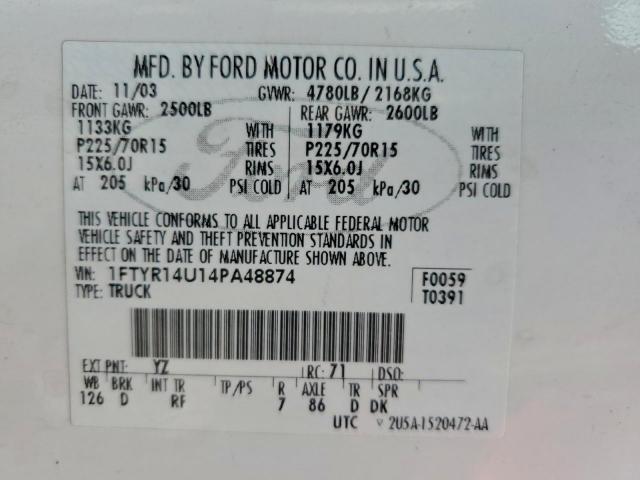 MFD. BY FORD MOTOR CO. IN U.S.A.
DATE: 11/03 GVWR: 4780LB / 2168KG
FRONT GAWR: 2500LB REAR GAWR: 2600LB
1133KG WITH 1179KG WITH
P225/70R15 TIRES P225/70R15 TIRES
15X6.0J RIMS 15X6.0J RIMS
AT 205 kPa/30 PSI COLD AT 205 kPa/30 PSI COLD
Ford
THIS VEHICLE CONFORMS TO ALL APPLICABLE FEDERAL MOTOR
VEHICLE SAFETY AND THEFT PREVENTION STANDARDS IN
EFFECT ON THE DATE OF MANUFACTURE SHOWN ABOVE.
VIN: 1FTYR14U14PA48874 F0059
TYPE: TRUCK T0391
EXT PNT: YZ RC: 71 DSO:
WB BRK INT TR TP/PS R AXLE TR SPR
126 D RF 7 86 D DK
UTC V 2U5A-1520472-AA